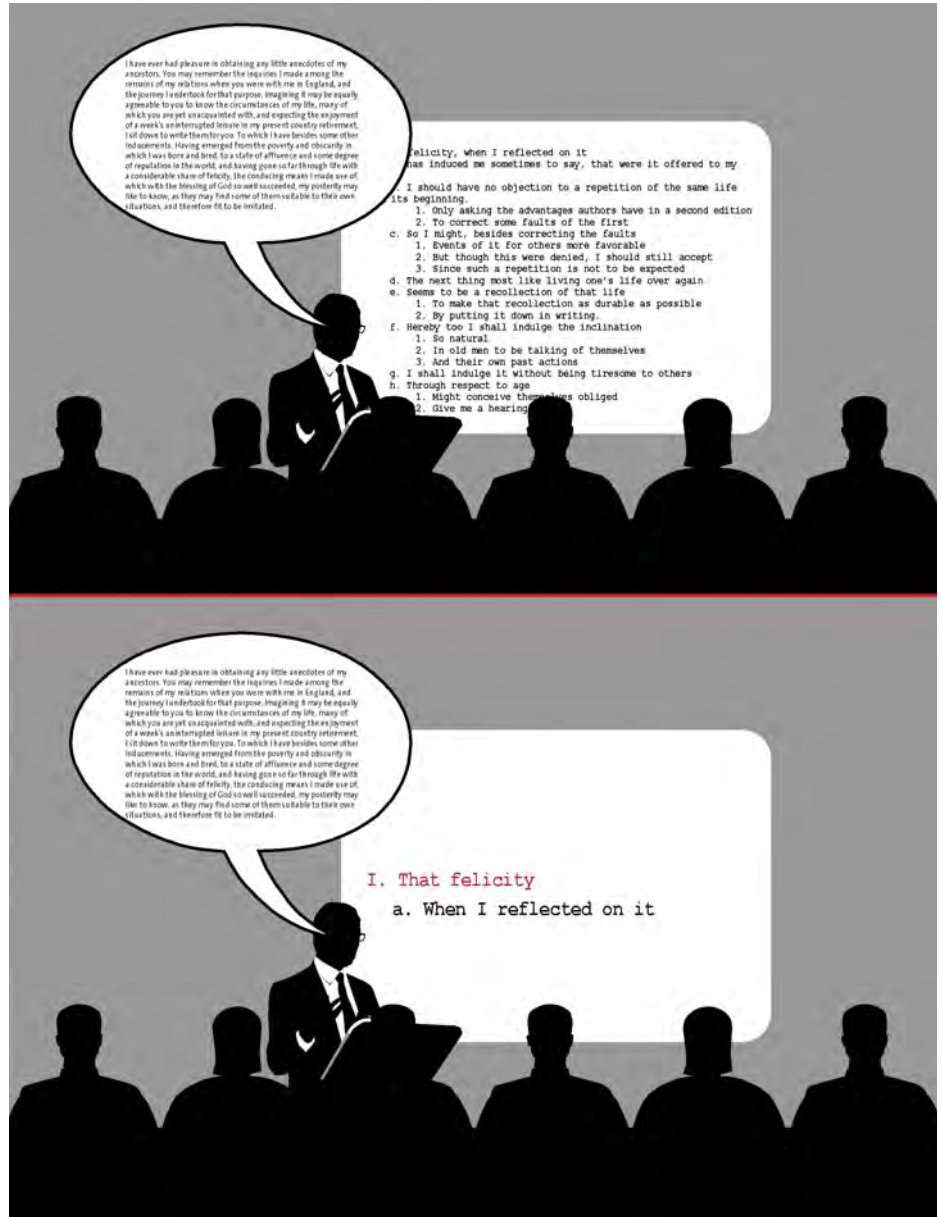 I have ever had pleasure in obtaining any little anecdotes of my
ancestors. You may remember the inquiries I made among the
remains of my relations when you were with me in England, and
the journey I undertook for that purpose. Imagining it may be equally
agreeable to you to know the circumstances of my life, many of
which you are yet unacquainted with, and expecting the enjoyment
of a week's uninterrupted leisure in my present country retirement,
I sit down to write them for you. To which I have besides some other
inducements. Having emerged from the poverty and obscurity in
which I was born and bred, to a state of affluence and some degree
of reputation in the world, and having gone so far through life with
a considerable share of felicity, the conducing means I made use of,
which with the blessing of God so well succeeded, my posterity may
like to know, as they may find some of them suitable to their own
situations, and therefore fit to be imitated.
felicity, when I reflected on it
has induced me sometimes to say, that were it offered to my
. I should have no objection to a repetition of the same life
its beginning.
1. Only asking the advantages authors have in a second edition
2. To correct some faults of the first
c. So I might, besides correcting the faults
1. Events of it for others more favorable
2. But though this were denied, I should still accept
3. Since such a repetition is not to be expected
d. The next thing most like living one's life over again
e. Seems to be a recollection of that life
1. To make that recollection as durable as possible
2. By putting it down in writing.
f. Hereby too I shall indulge the inclination
1. So natural
2. In old men to be talking of themselves
3. And their own past actions
g. I shall indulge it without being tiresome to others
h. Through respect to age
1. Might conceive themselves obliged
2. Give me a hearing
I have ever had pleasure in obtaining any little anecdotes of my
ancestors. You may remember the inquiries I made among the
remains of my relations when you were with me in England, and
the journey I undertook for that purpose. Imagining it may be equally
agreeable to you to know the circumstances of my life, many of
which you are yet unacquainted with, and expecting the enjoyment
of a week's uninterrupted leisure in my present country retirement,
I sit down to write them for you. To which I have besides some other
inducements. Having emerged from the poverty and obscurity in
which I was born and bred, to a state of affluence and some degree
of reputation in the world, and having gone so far through life with
a considerable share of felicity, the conducing means I made use of,
which with the blessing of God so well succeeded, my posterity may
like to know, as they may find some of them suitable to their own
situations, and therefore fit to be imitated.
I. That felicity
a. When I reflected on it